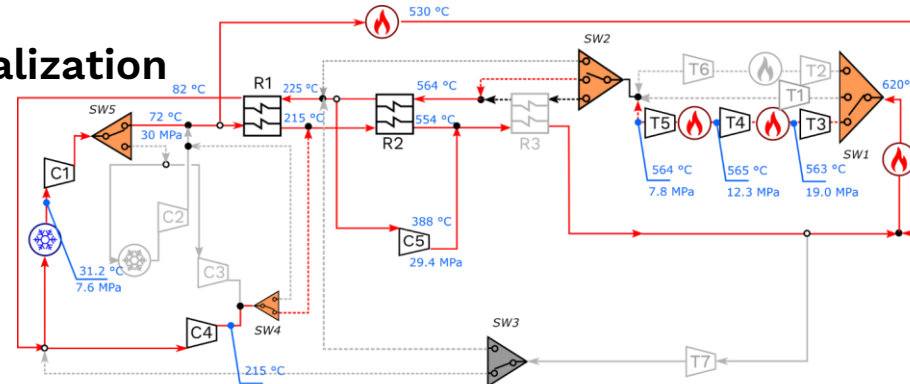 530 °C
SW2
alization
T6
T2
82 °C
R1
225 °C
564 °C
T1
620°
SW5
72 °C
215 °C
554 °C
T5
T4
T3
30 MPa
R2
R3
SW1
C1
564 °C
7.8 MPa
565 °C
12.3 MPa
563 °C
19.0 MPa
C2
388 °C
C5
29.4 MPa
31.2 °C
7.6 MPa
C3
C4
SW4
SW3
T7
215 °C